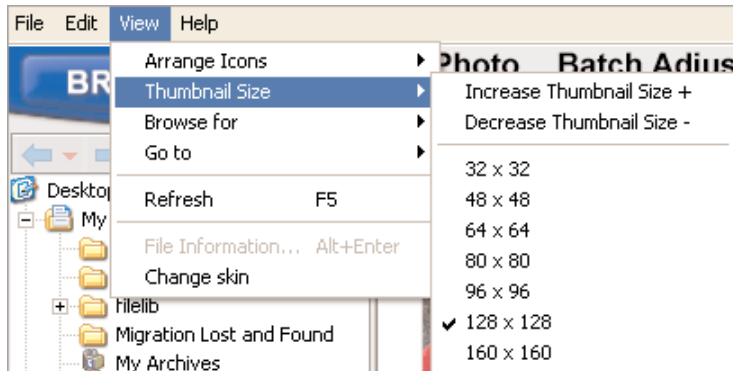 File Edit View Help
BR
Photo Batch Adjus
Arrange Icons
Thumbnail Size
Browse for
Go to
Refresh F5
File Information... Alt+Enter
Change skin
Increase Thumbnail Size +
Decrease Thumbnail Size -
32 x 32
48 x 48
64 x 64
80 x 80
96 x 96
128 x 128
160 x 160
Desktop
My
filelib
Migration Lost and Found
My Archives